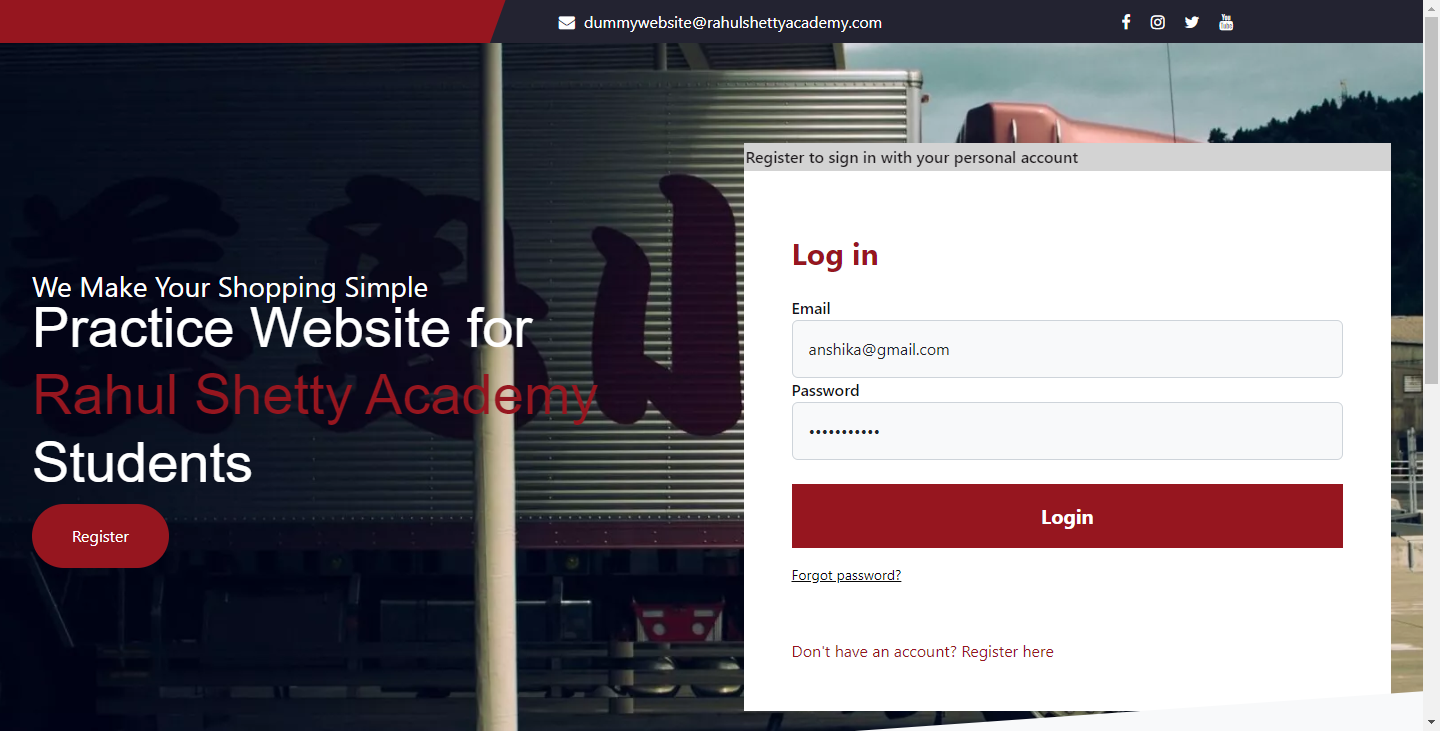 dummywebsite@rahulshettyacademy.com
Register to sign in with your personal account
We Make Your Shopping Simple
Practice Website for
Rahul Shetty Academy
Students
Register
Log in
Email
anshika@gmail.com
Password
•••••••••••
Login
Forgot password?
Don't have an account? Register here